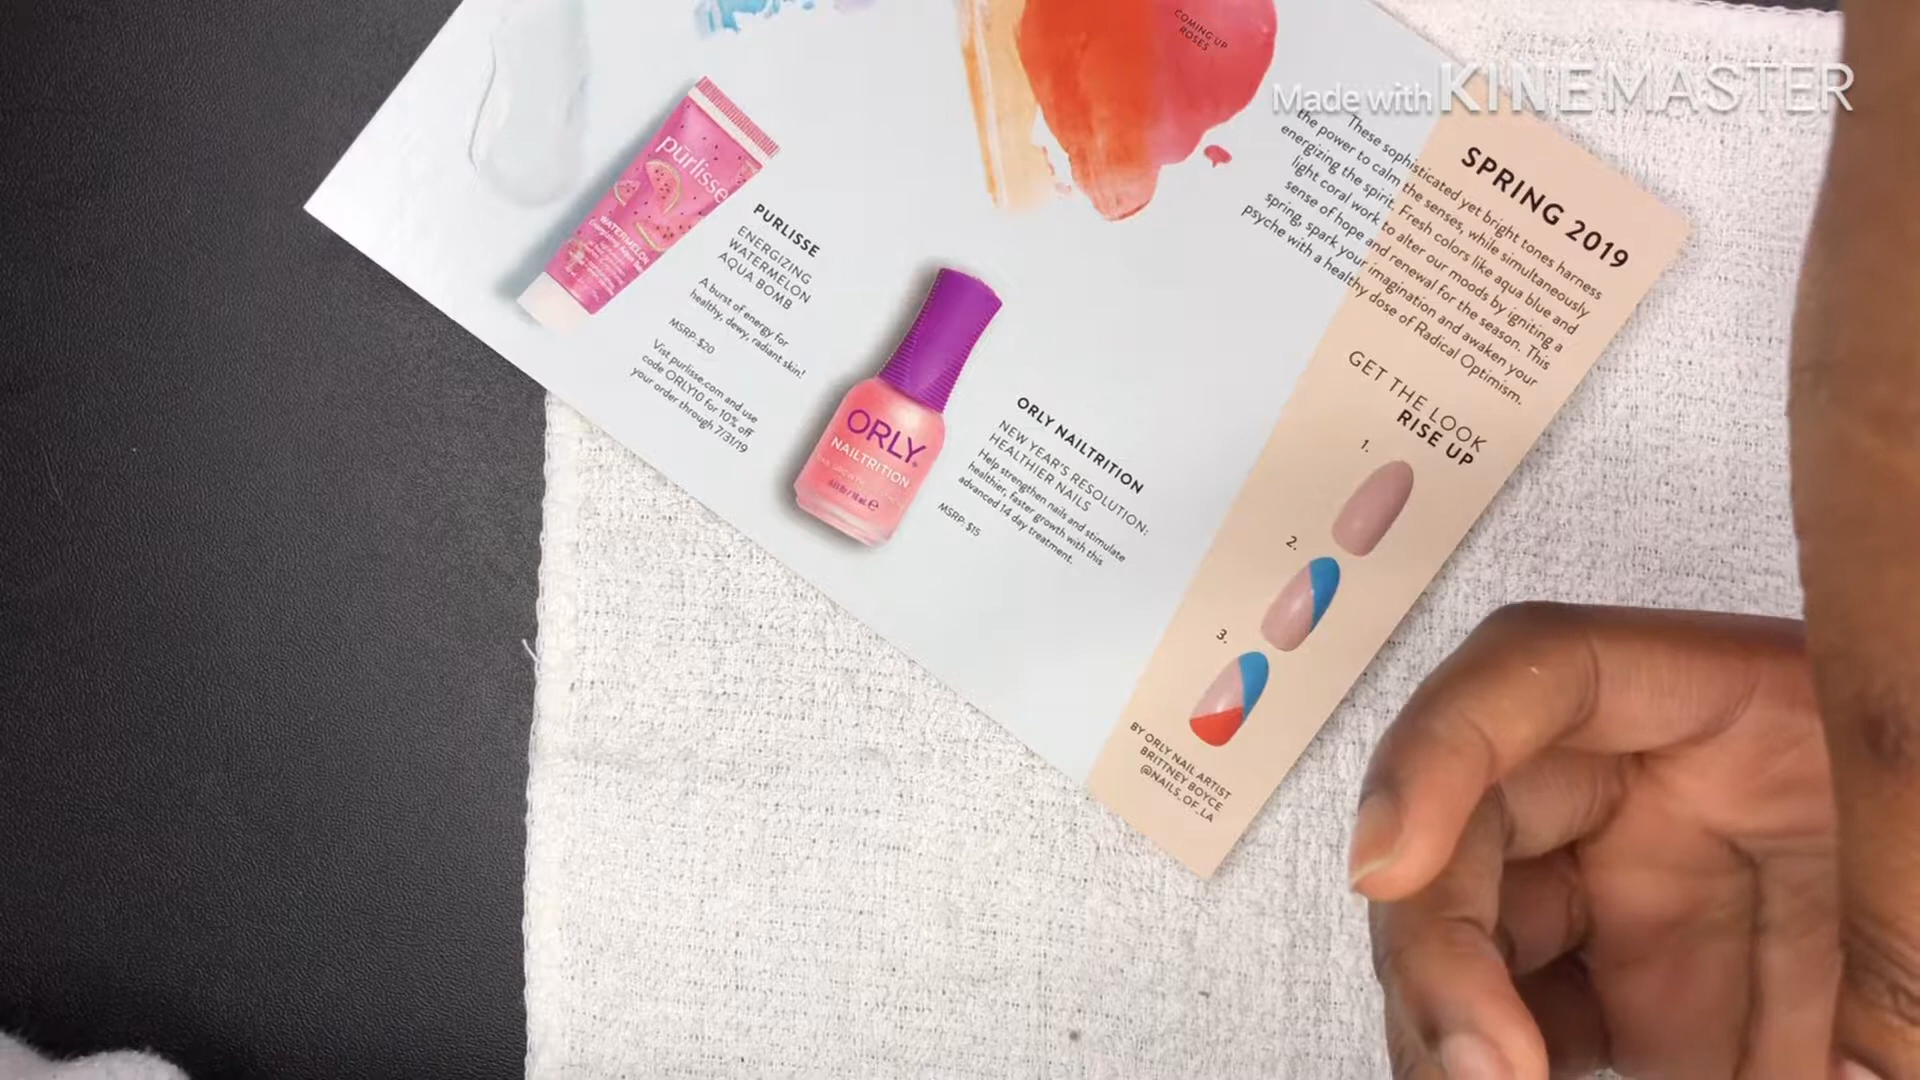 COMING UP
ROSES
Made with KINEMASTER
pūrlisse
WATERMELON
PURLISSE
ENERGIZING
WATERMELON
AQUA BOMB
A burst of energy for
healthy, dewy, radiant skin!
MSRP: $20
Vist purlisse.com and use
code ORLY10 for 10% off
your order through 7/31/19
ORLY
NAILTRITION
ORLY NAILTRITION
NEW YEAR'S RESOLUTION:
HEALTHIER NAILS
Help strengthen nails and stimulate
healthier, faster growth with this
advanced 14 day treatment.
MSRP: $15
SPRING 2019
These sophisticated yet bright tones harness
the power to calm the senses, while simultaneously
energizing the spirit. Fresh colors like aqua blue and
light coral work to alter our moods by igniting a
sense of hope and renewal for the season. This
spring, spark your imagination and awaken your
psyche with a healthy dose of Radical Optimism.
GET THE LOOK
RISE UP
1.
2.
3.
BY ORLY NAIL ARTIST
BRITTNEY BOYCE
@NAILS_OF_LA